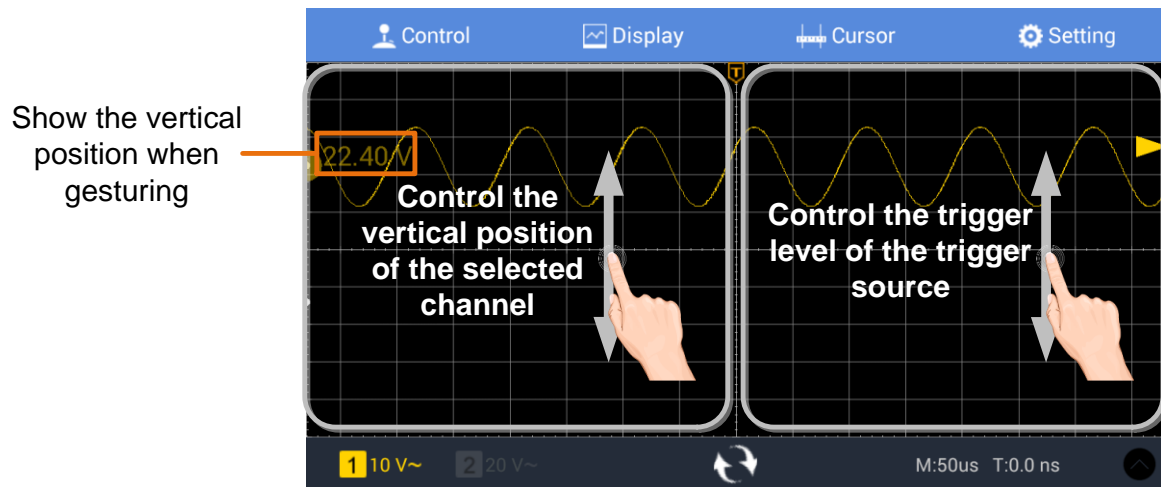 Control
Display
Cursor
Setting
T
Show the vertical
position when
gesturing
22.40 V
Control the
vertical position
of the selected
channel
Control the trigger
level of the trigger
source
1 10 V~
2 20 V~
M:50us T:0.0 ns